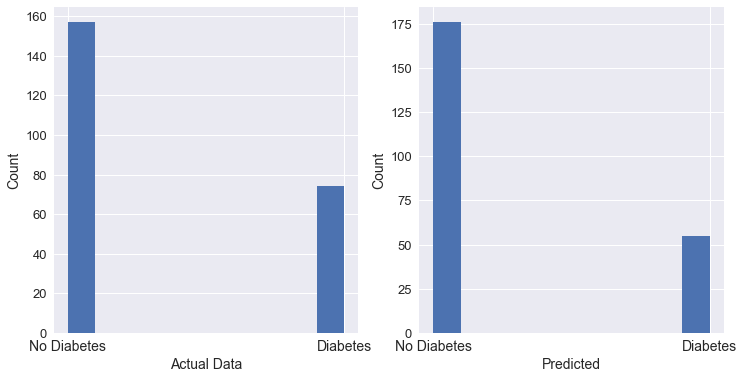 160
140
120
100
80
60
40
20
0
Count
No Diabetes
Diabetes
Actual Data
175
150
125
100
75
50
25
0
Count
No Diabetes
Diabetes
Predicted